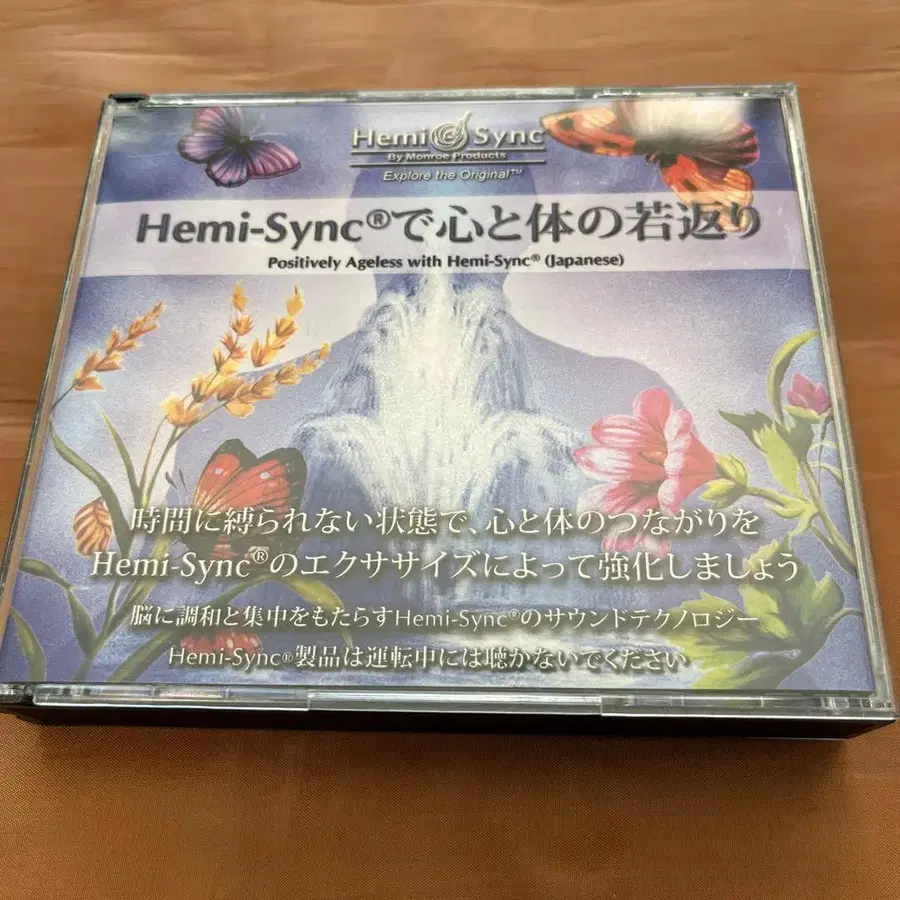 Hemi Sync
By Monroe Products
Explore the Original™
Hemi-Sync®で心と体の若返り
Positively Ageless with Hemi-Sync® (Japanese)
時間に縛られない状態で、心と体のつながりを
Hemi-Sync®のエクササイズによって強化しましょう
脳に調和と集中をもたらすHemi-Sync®のサウンドテクノロジー
Hemi-Sync®製品は運転中には聴かないでください